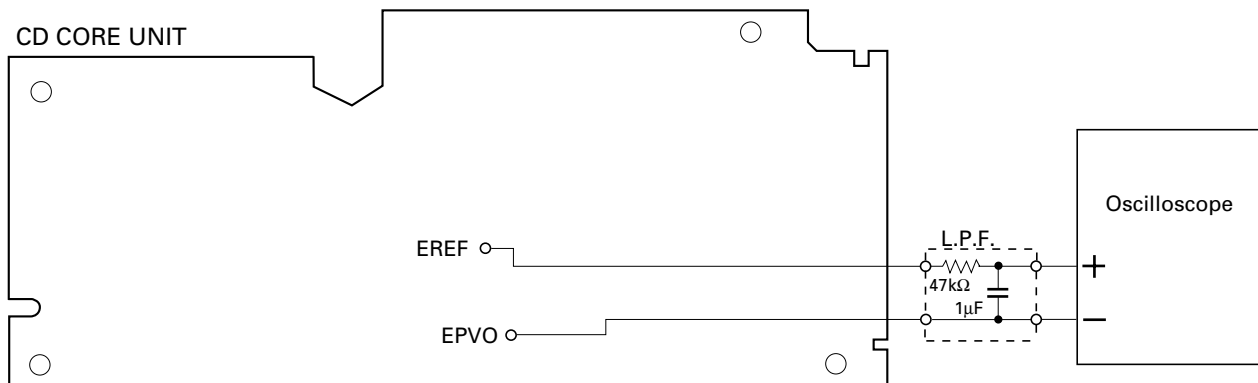 CD CORE UNIT
Oscilloscope
L.P.F.
EREF
+
47kΩ
1µF
EPVO
−